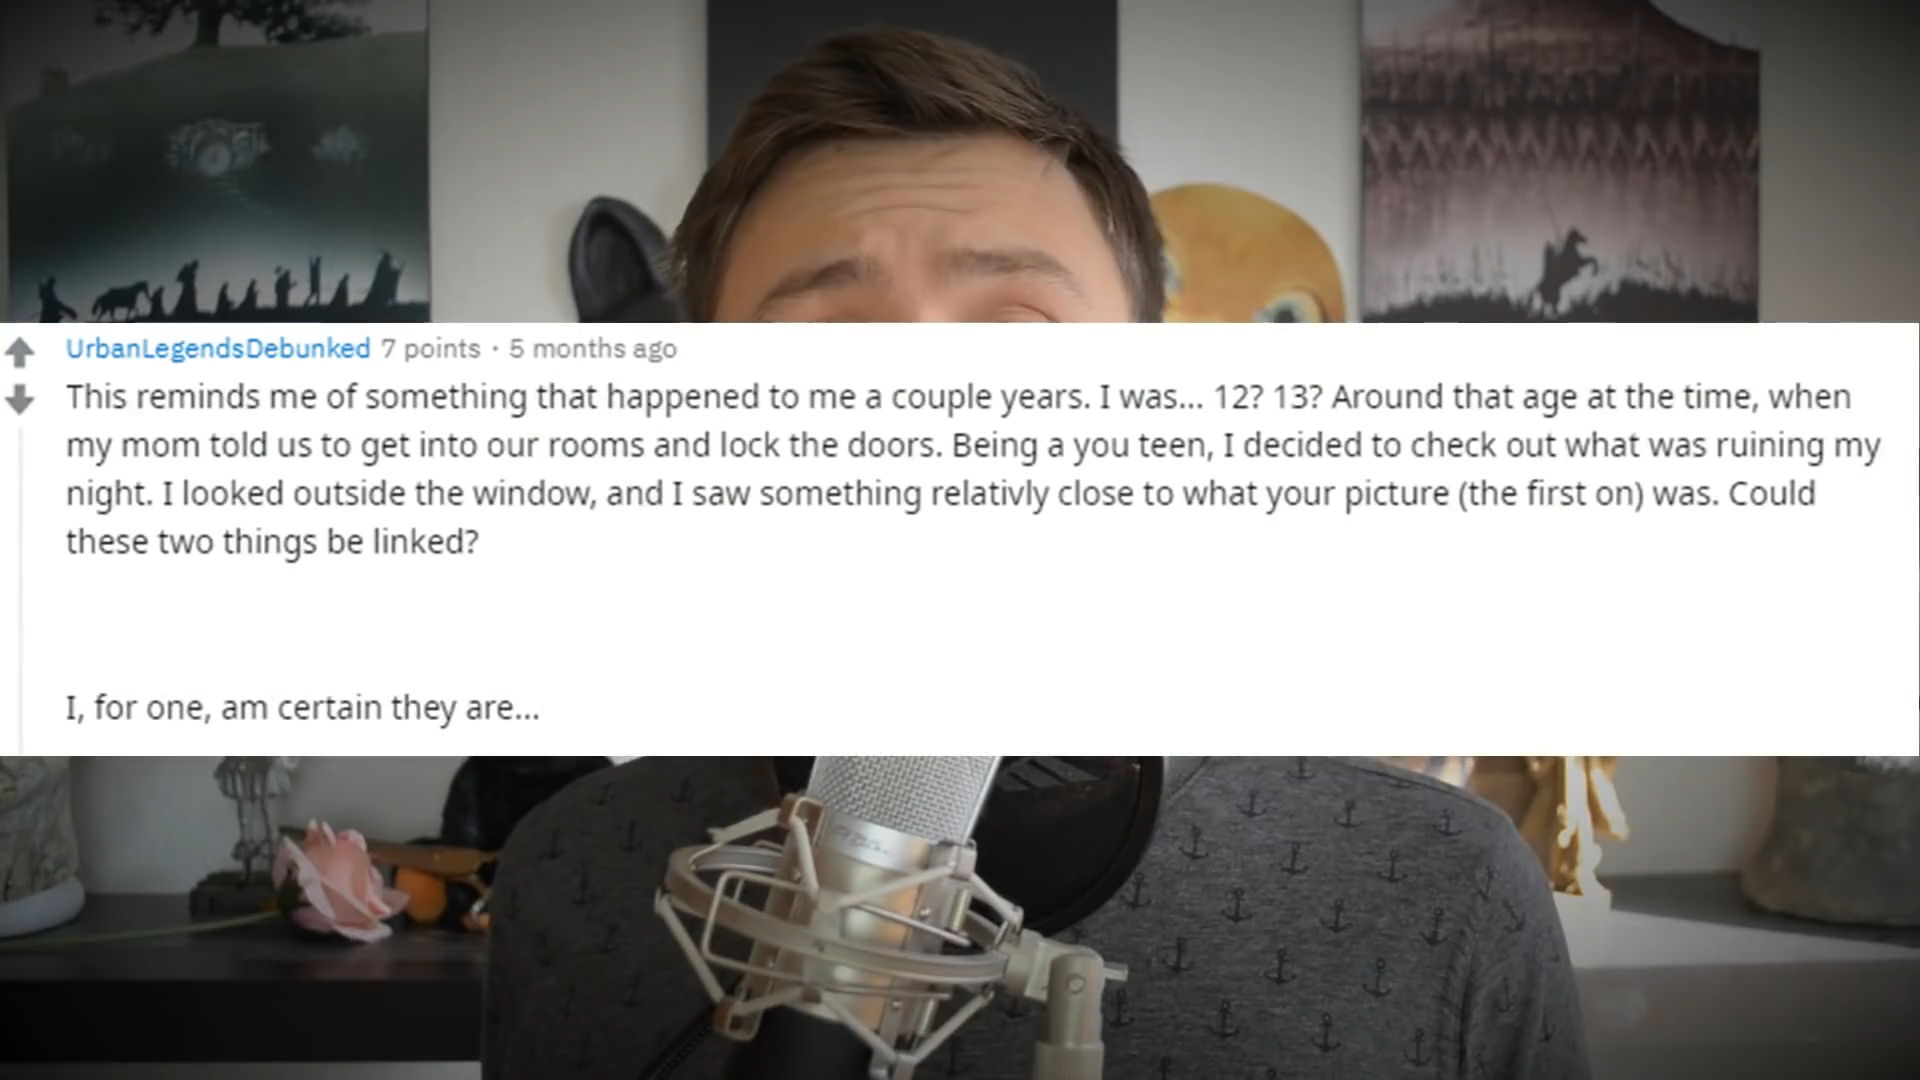 UrbanLegendsDebunked 7 points · 5 months ago
This reminds me of something that happened to me a couple years. I was... 12? 13? Around that age at the time, when
my mom told us to get into our rooms and lock the doors. Being a you teen, I decided to check out what was ruining my
night. I looked outside the window, and I saw something relativly close to what your picture (the first on) was. Could
these two things be linked?
I, for one, am certain they are...